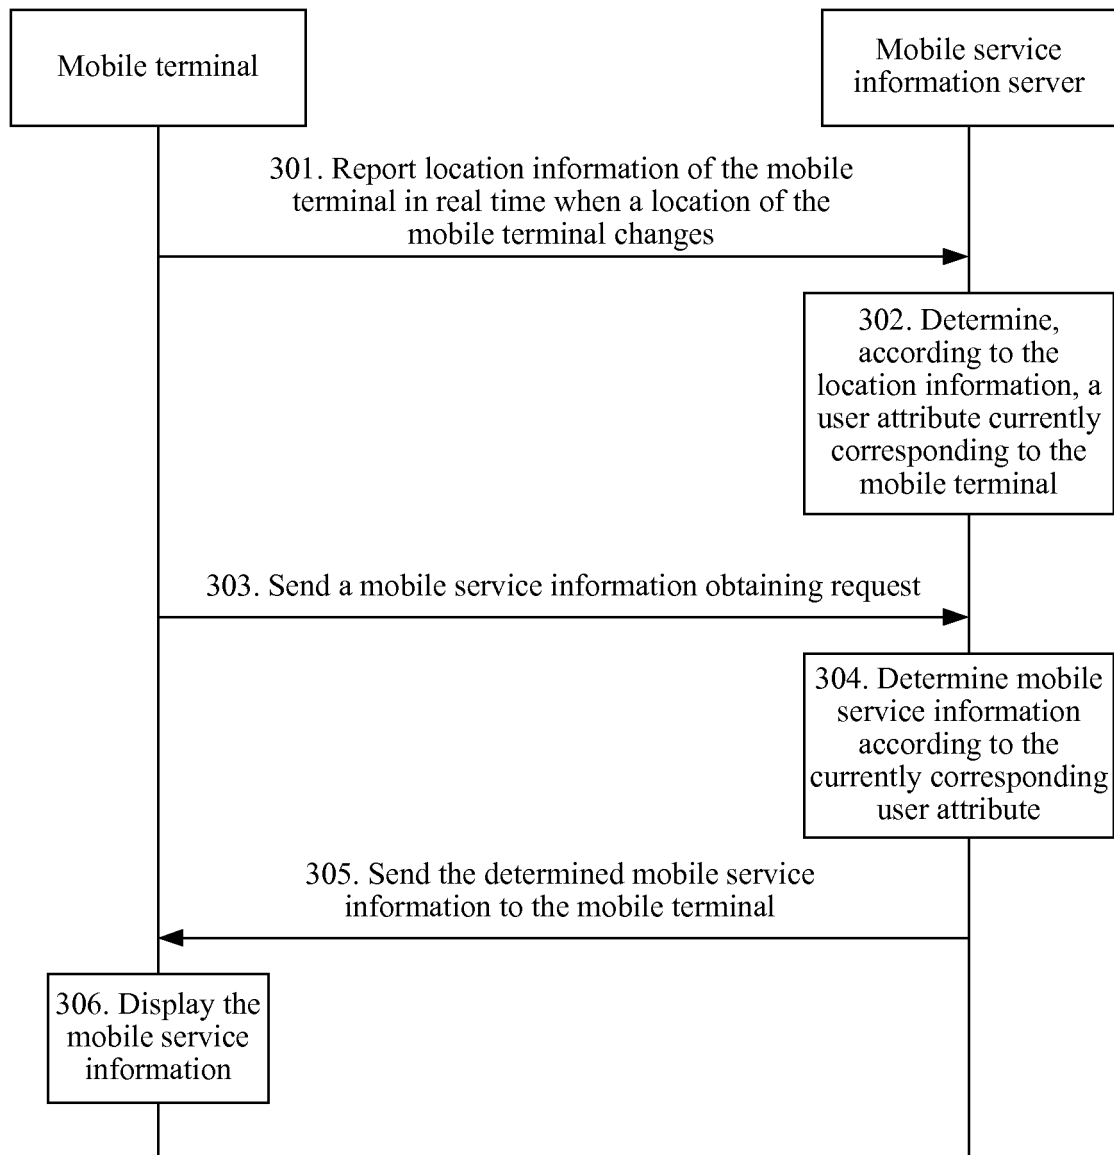 Mobile terminal
Mobile service
information server
301. Report location information of the mobile
terminal in real time when a location of the
mobile terminal changes
302. Determine,
according to the
location information, a
user attribute currently
corresponding to the
mobile terminal
303. Send a mobile service information obtaining request
304. Determine mobile
service information
according to the
currently corresponding
user attribute
305. Send the determined mobile service
information to the mobile terminal
306. Display the
mobile service
information